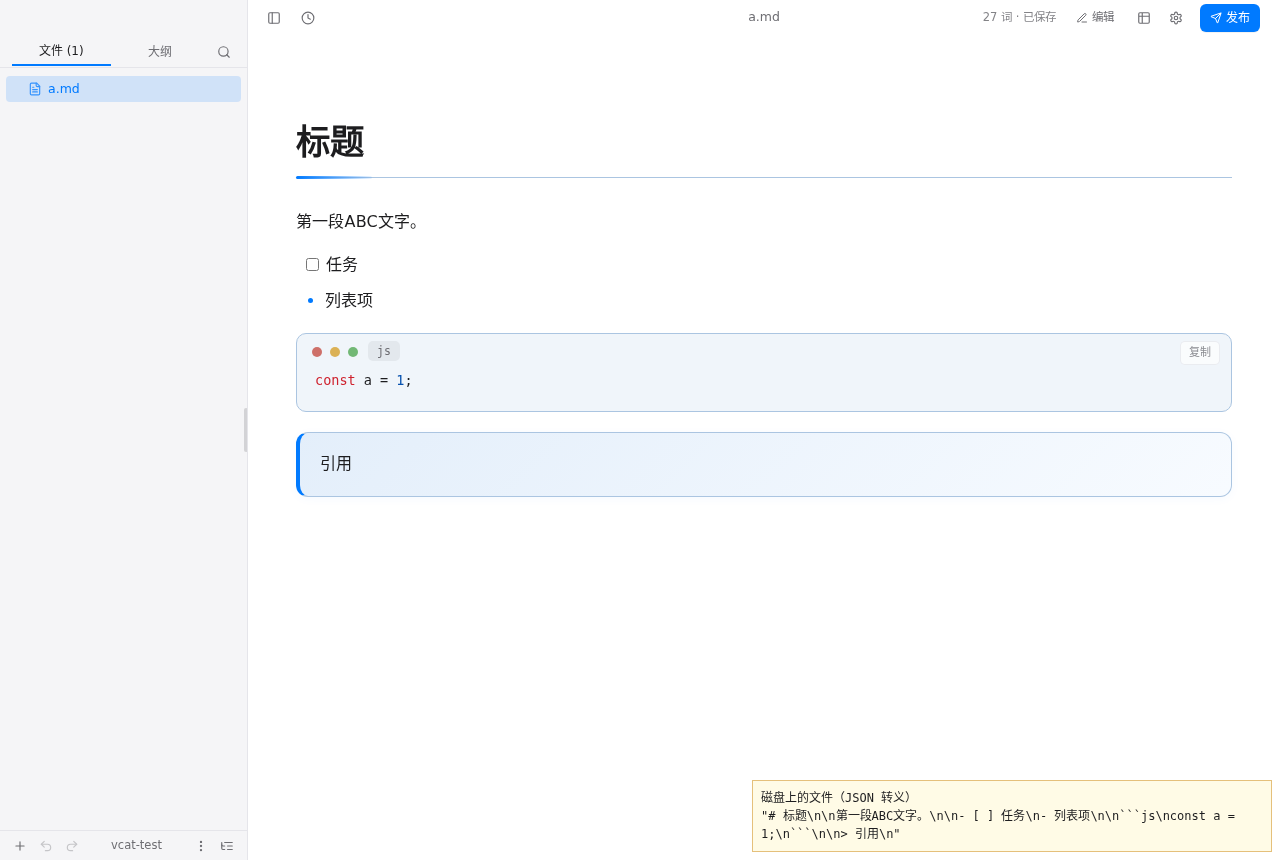 文件 (1)
大纲
a.md
a.md
27 词 · 已保存
编辑
发布
标题
第一段ABC文字。
任务
列表项
js
复制
const a = 1;
引用
磁盘上的文件（JSON 转义）
"# 标题\n\n第一段ABC文字。\n\n- [ ] 任务\n- 列表项\n\n```js\nconst a =
1;\n```\n\n> 引用\n"
vcat-test